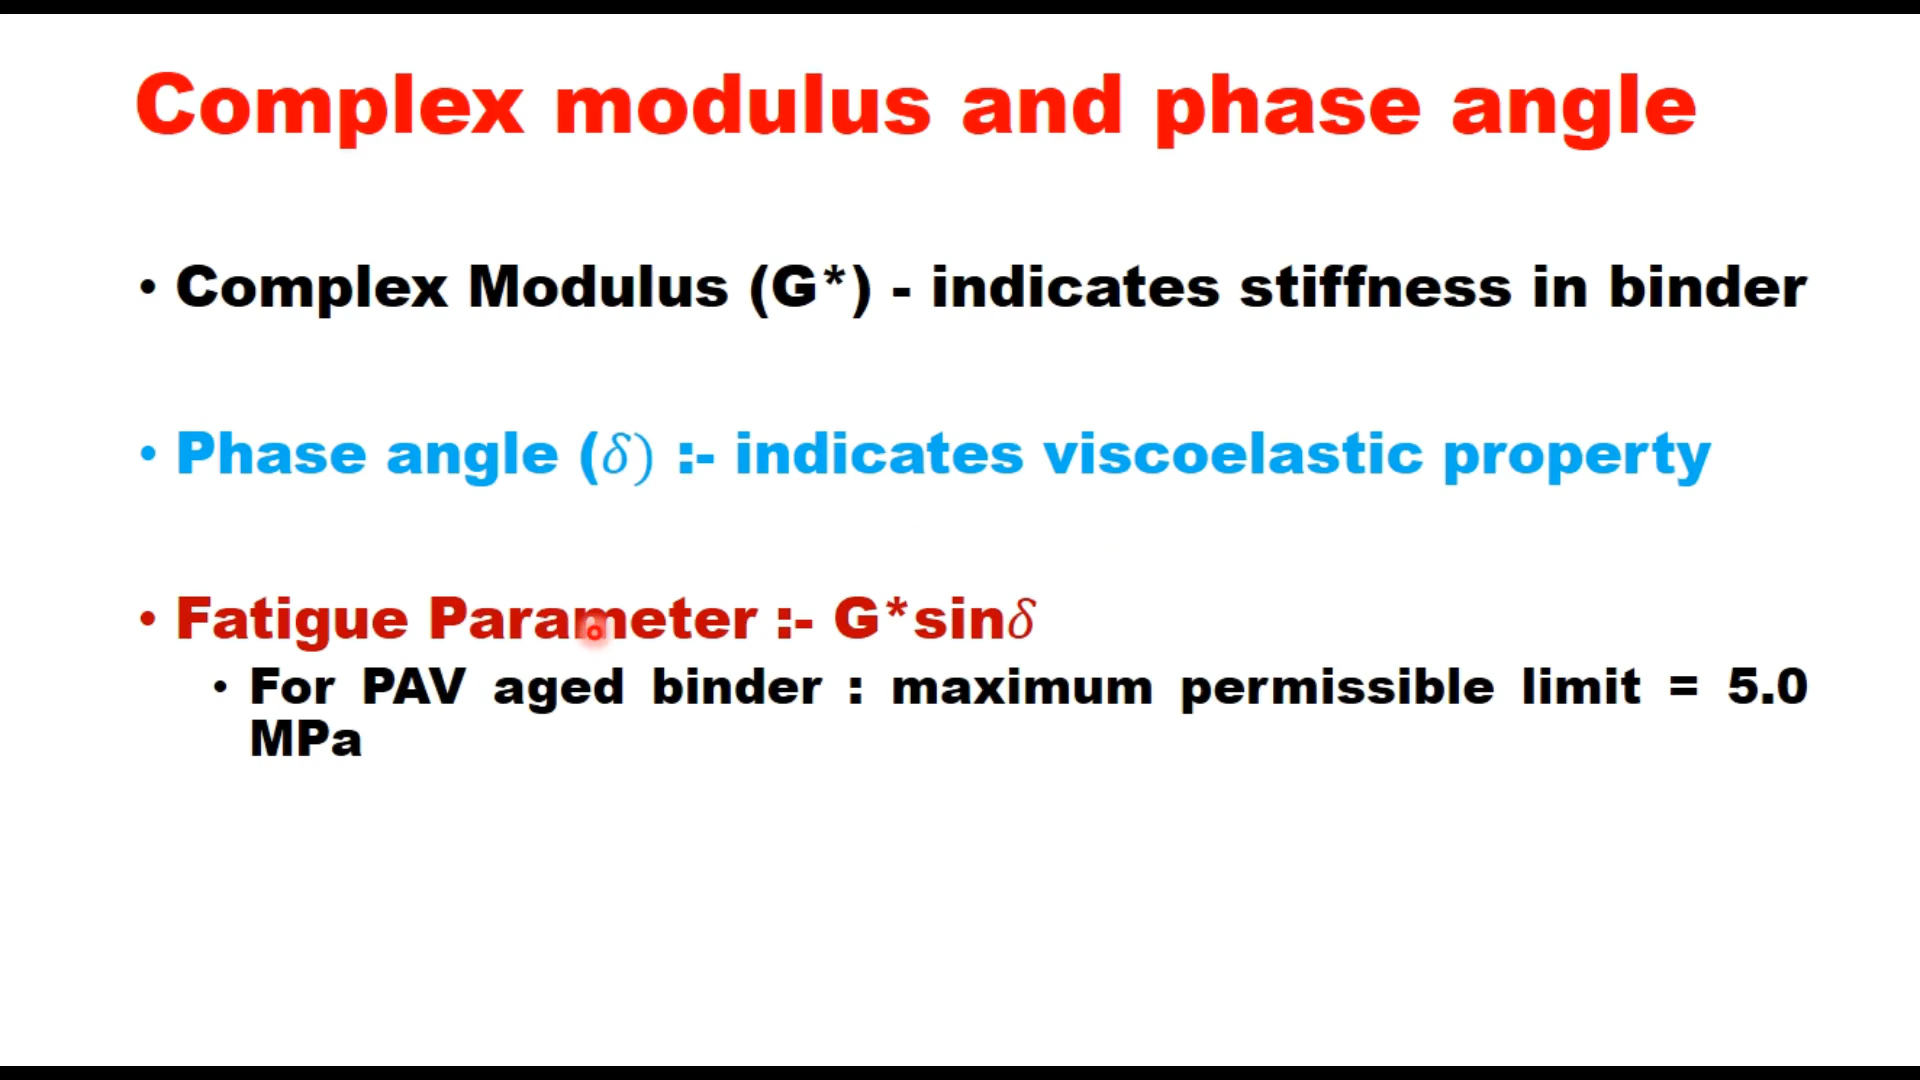 Complex modulus and phase angle
• Complex Modulus (G*) - indicates stiffness in binder
• Phase angle (𝛿) :- indicates viscoelastic property
• Fatigue Parameter :- G*sin𝛿
• For PAV aged binder : maximum permissible limit = 5.0
MPa